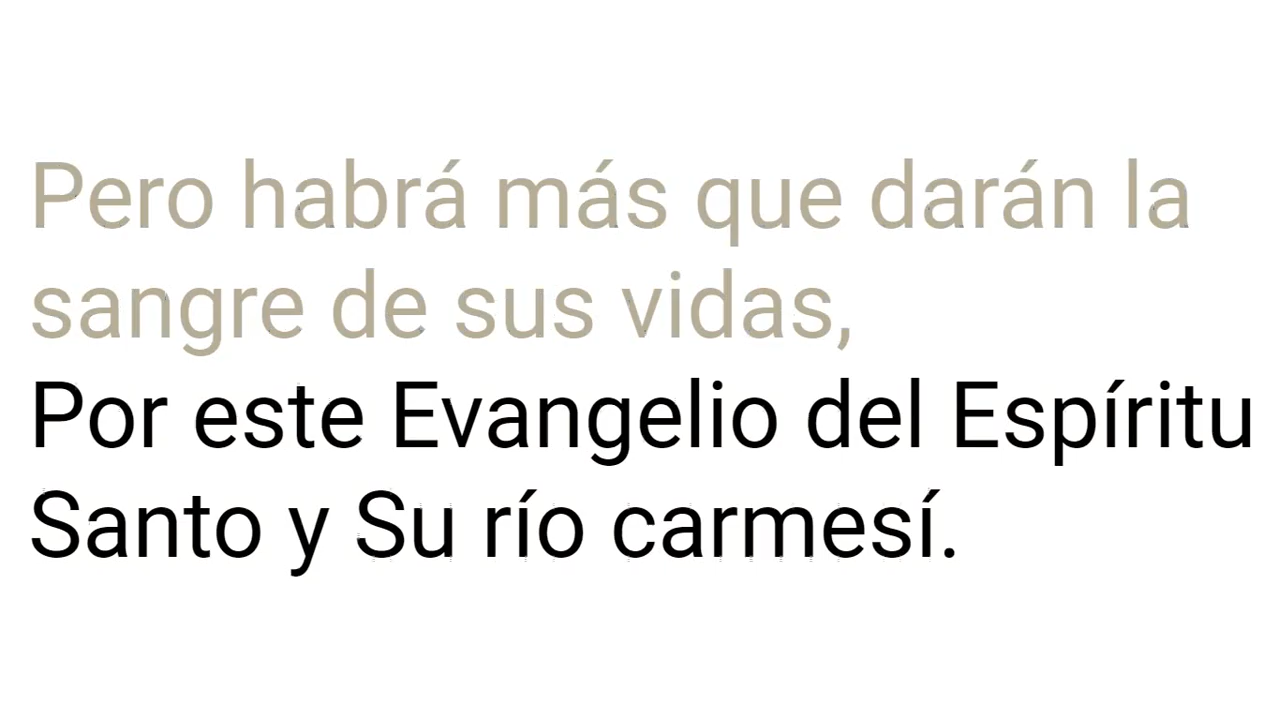 Pero habrá más que darán la
sangre de sus vidas,
Por este Evangelio del Espíritu
Santo y Su río carmesí.